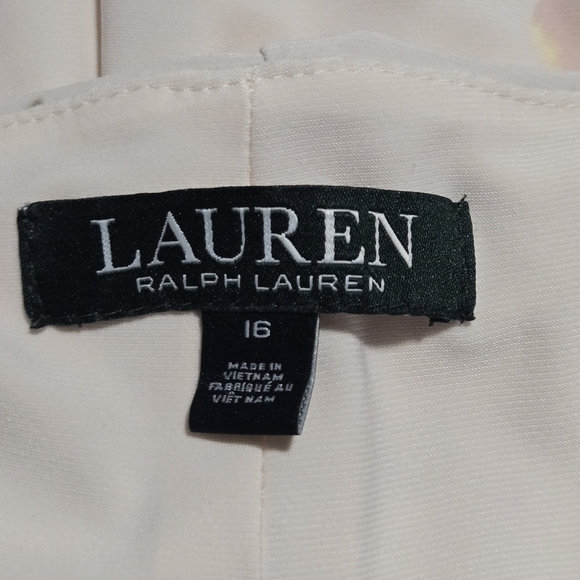 LAUREN
RALPH LAUREN
16
MADE IN
VIETNAM
FABRIQUÉ AU
VIÊT NAM